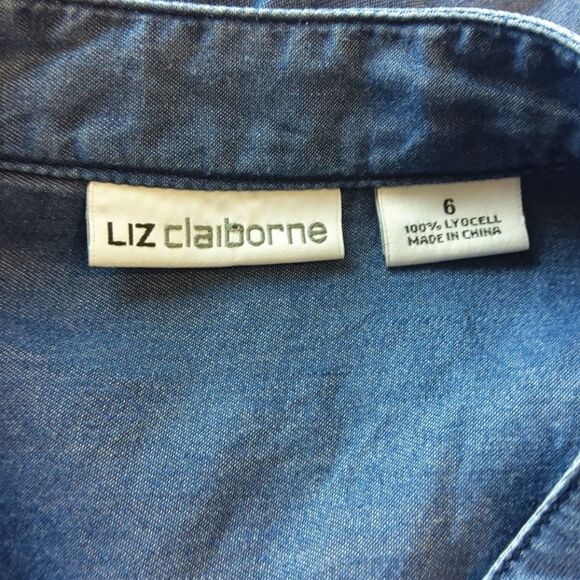 LIZ claiborne
6
100% LYOCELL
MADE IN CHINA